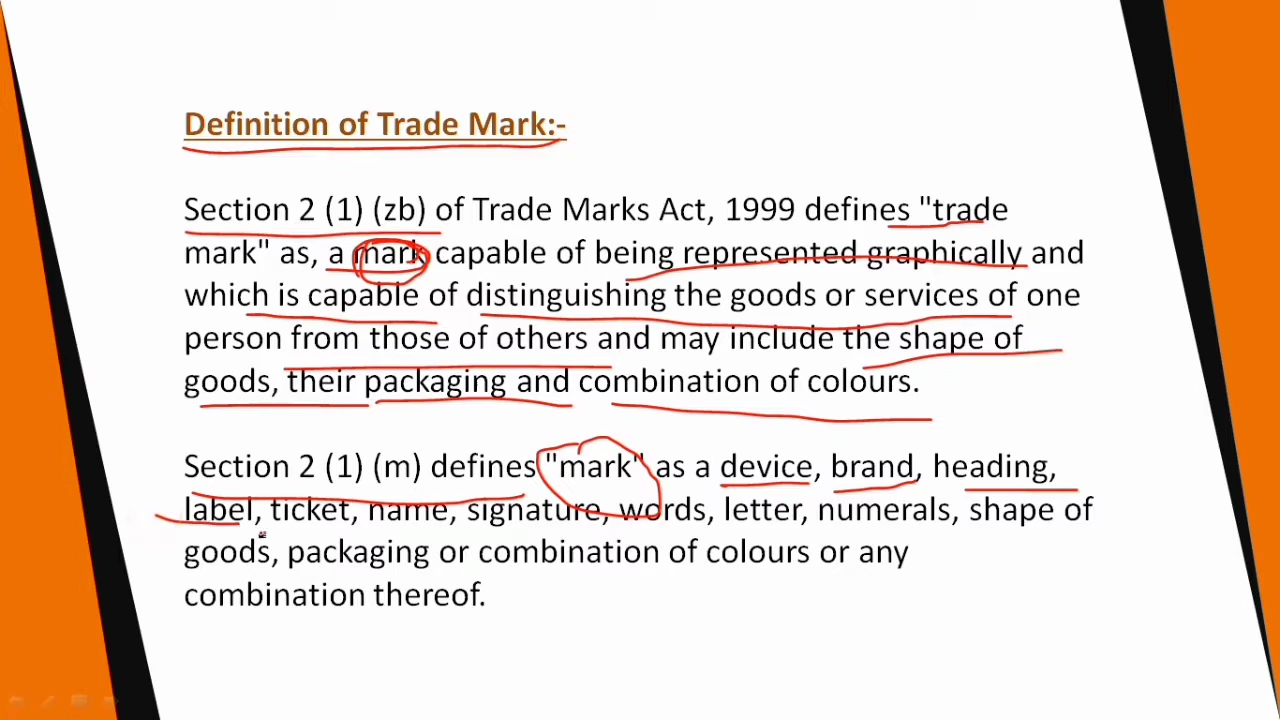 Definition of Trade Mark:-
Section 2 (1) (zb) of Trade Marks Act, 1999 defines "trade
mark" as, a mark capable of being represented graphically and
which is capable of distinguishing the goods or services of one
person from those of others and may include the shape of
goods, their packaging and combination of colours.
Section 2 (1) (m) defines "mark" as a device, brand, heading,
label, ticket, name, signature, words, letter, numerals, shape of
goods, packaging or combination of colours or any
combination thereof.